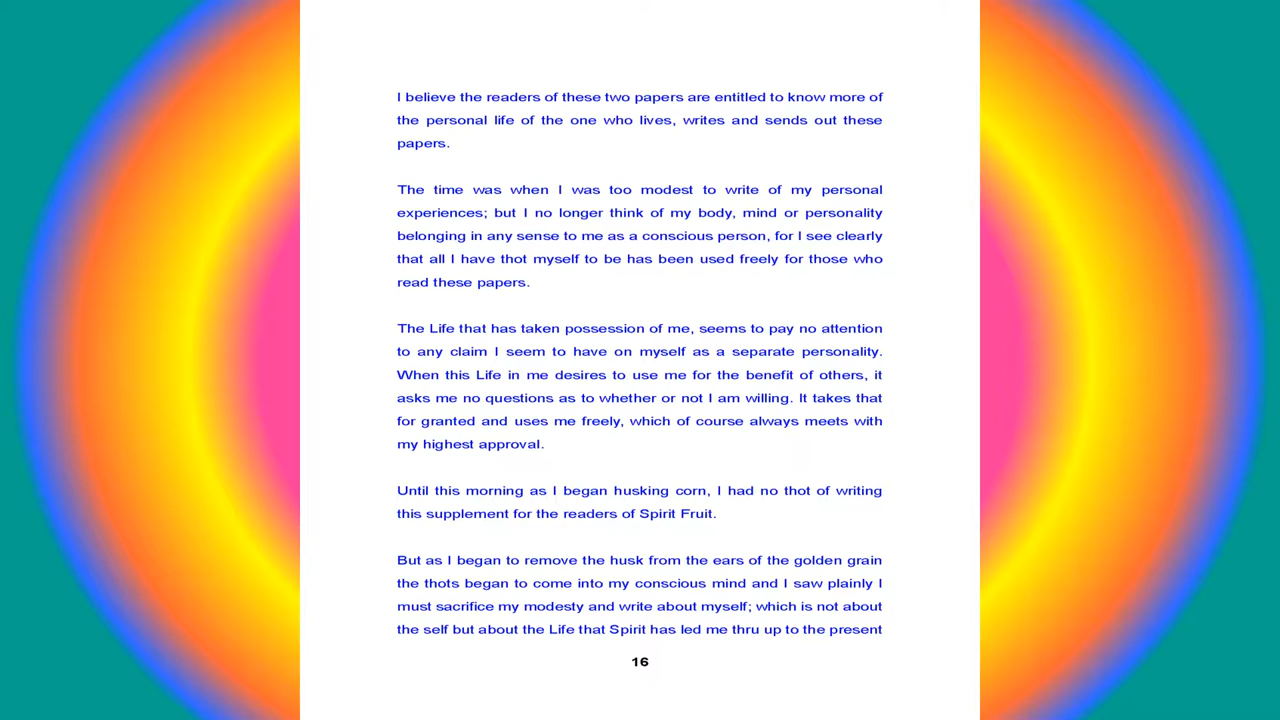 I believe the readers of these two papers are entitled to know more of
the personal life of the one who lives, writes and sends out these
papers.
The time was when I was too modest to write of my personal
experiences; but I no longer think of my body, mind or personality
belonging in any sense to me as a conscious person, for I see clearly
that all I have thot myself to be has been used freely for those who
read these papers.
The Life that has taken possession of me, seems to pay no attention
to any claim I seem to have on myself as a separate personality.
When this Life in me desires to use me for the benefit of others, it
asks me no questions as to whether or not I am willing. It takes that
for granted and uses me freely, which of course always meets with
my highest approval.
Until this morning as I began husking corn, I had no thot of writing
this supplement for the readers of Spirit Fruit.
But as I began to remove the husk from the ears of the golden grain
the thots began to come into my conscious mind and I saw plainly I
must sacrifice my modesty and write about myself; which is not about
the self but about the Life that Spirit has led me thru up to the present
16